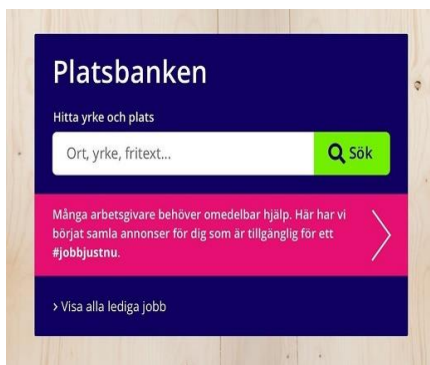 Platsbanken
Hitta yrke och plats
Ort, yrke, fritext...
Sök
Många arbetsgivare behöver omedelbar hjälp. Här har vi
börjat samla annonser för dig som är tillgänglig för ett
#jobbjustnu.
> Visa alla lediga jobb